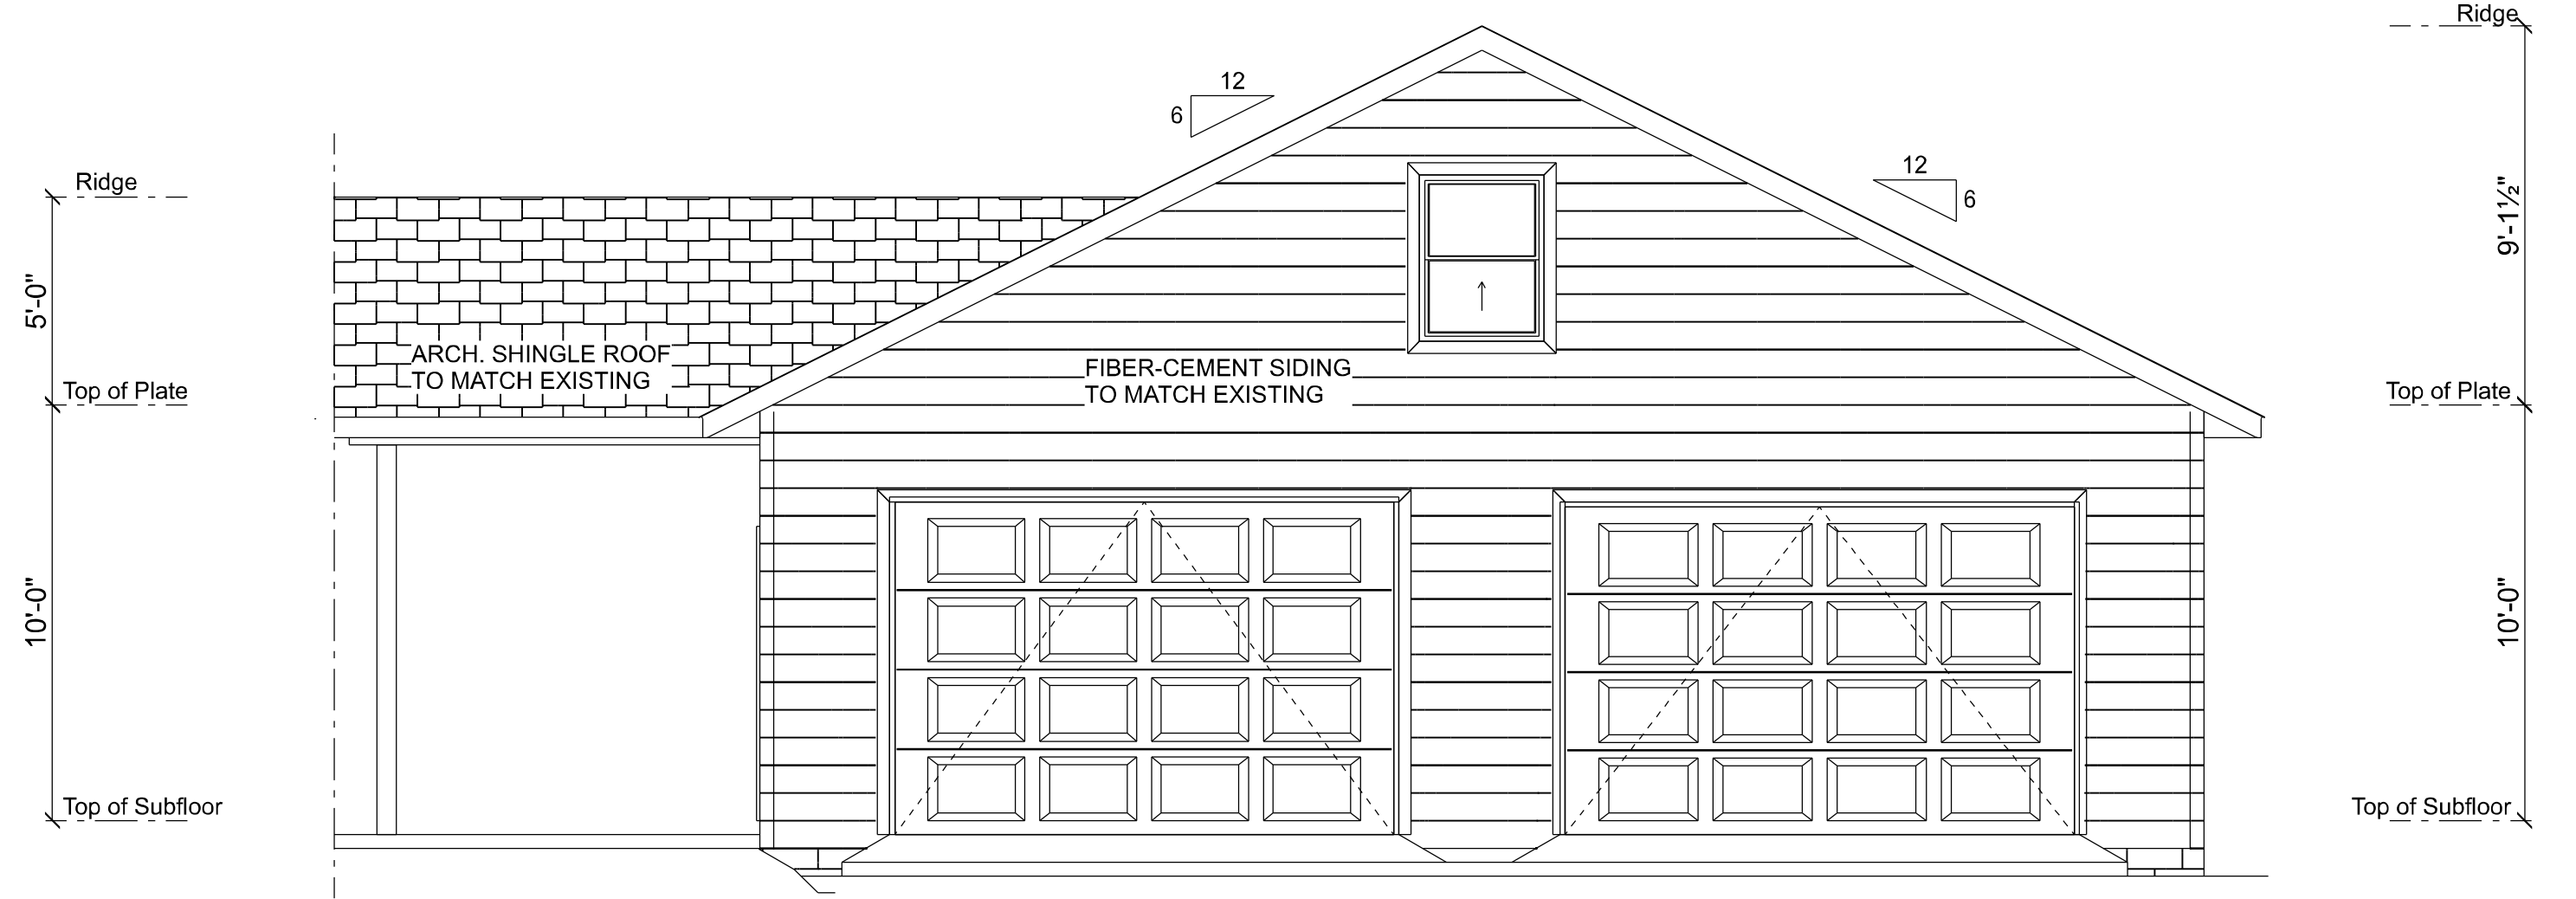 Ridge
12
6
12
6
Ridge
5'-0"
9'-1½"
ARCH. SHINGLE ROOF
TO MATCH EXISTING
FIBER-CEMENT SIDING
TO MATCH EXISTING
Top of Plate
Top of Plate
10'-0"
10'-0"
Top of Subfloor
Top of Subfloor